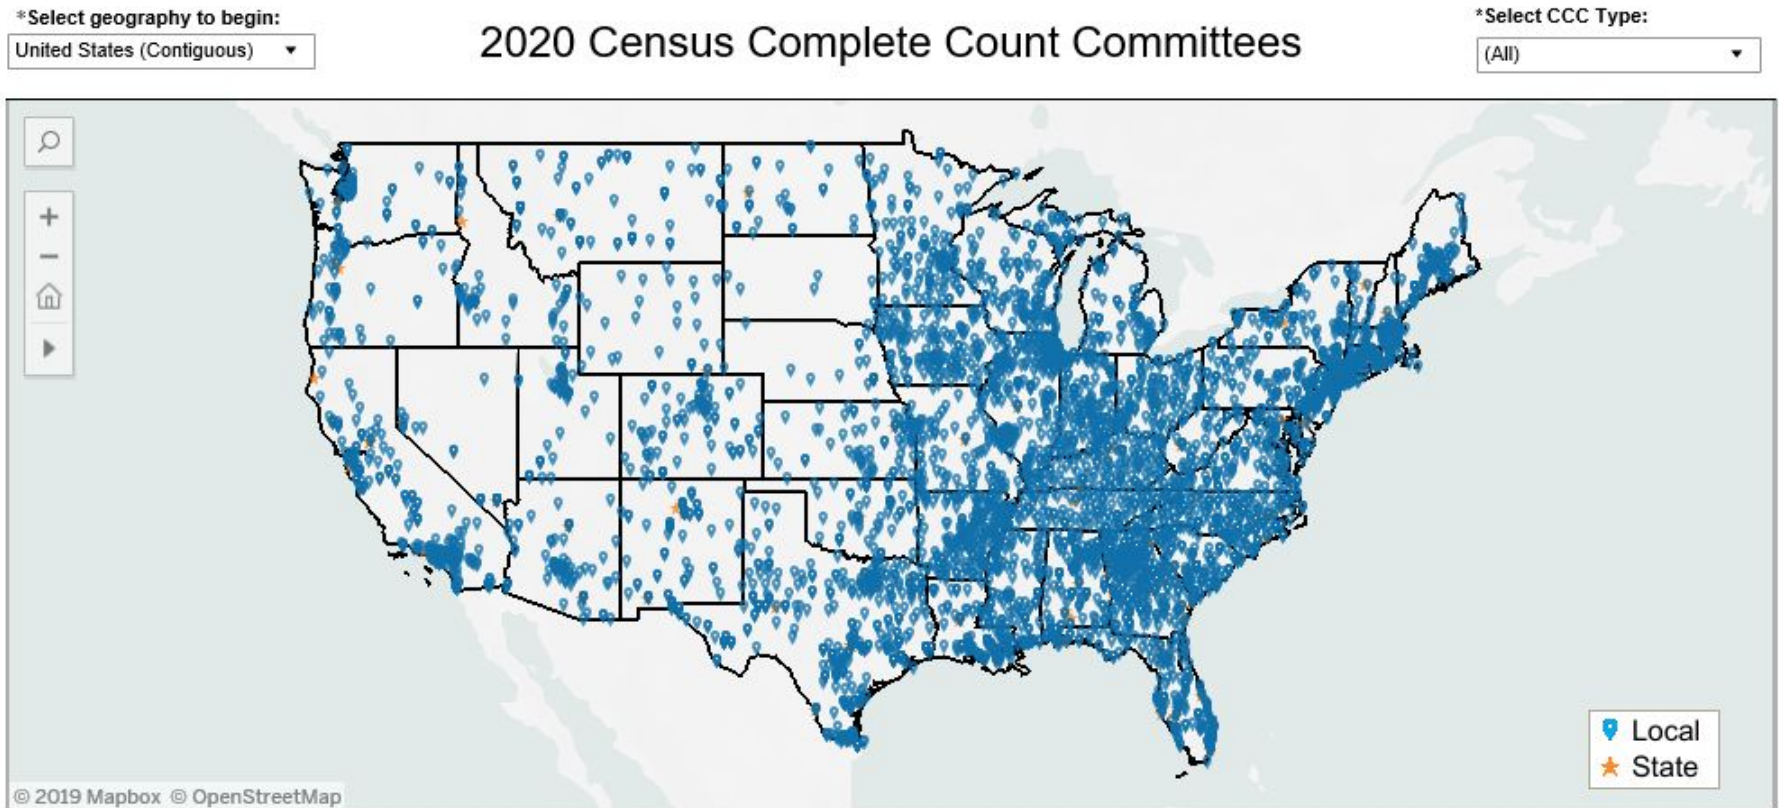 *Select geography to begin:
United States (Contiguous)
2020 Census Complete Count Committees
*Select CCC Type:
(All)
Local
State
© 2019 Mapbox © OpenStreetMap